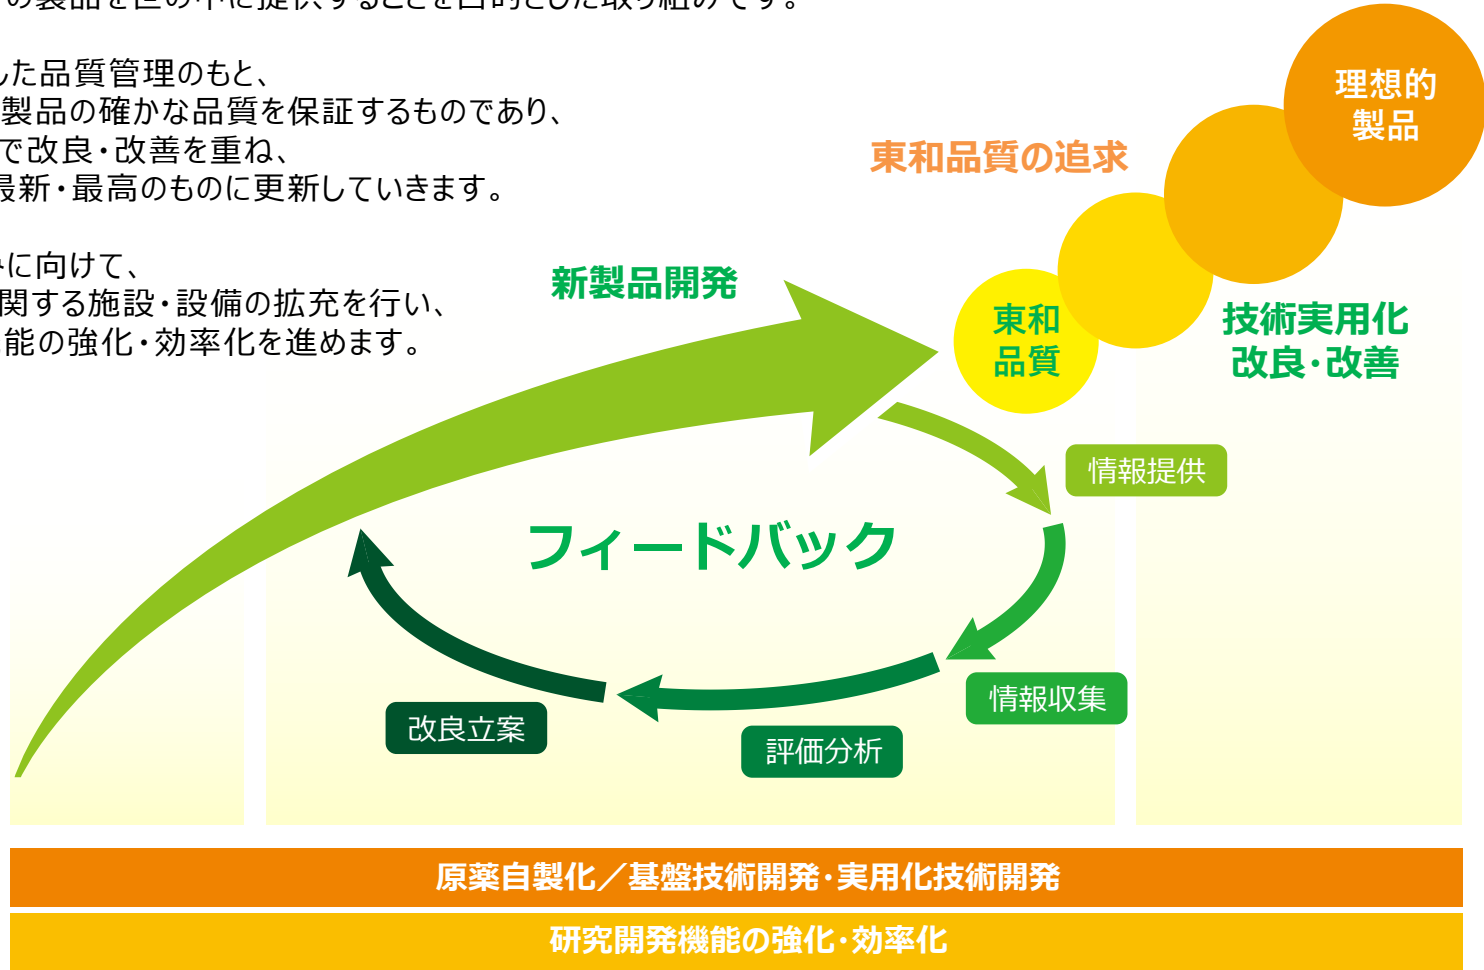 の製品を世の中に提供することを目的とした取り組みです。
した品質管理のもと、
製品の確かな品質を保証するものであり、
で改良・改善を重ね、
最新・最高のものに更新していきます。
に向けて、
関する施設・設備の拡充を行い、
能の強化・効率化を進めます。
理想的
製品
東和品質の追求
新製品開発
東和
品質
技術実用化
改良・改善
情報提供
フィードバック
情報収集
改良立案
評価分析
原薬自製化／基盤技術開発・実用化技術開発
研究開発機能の強化・効率化